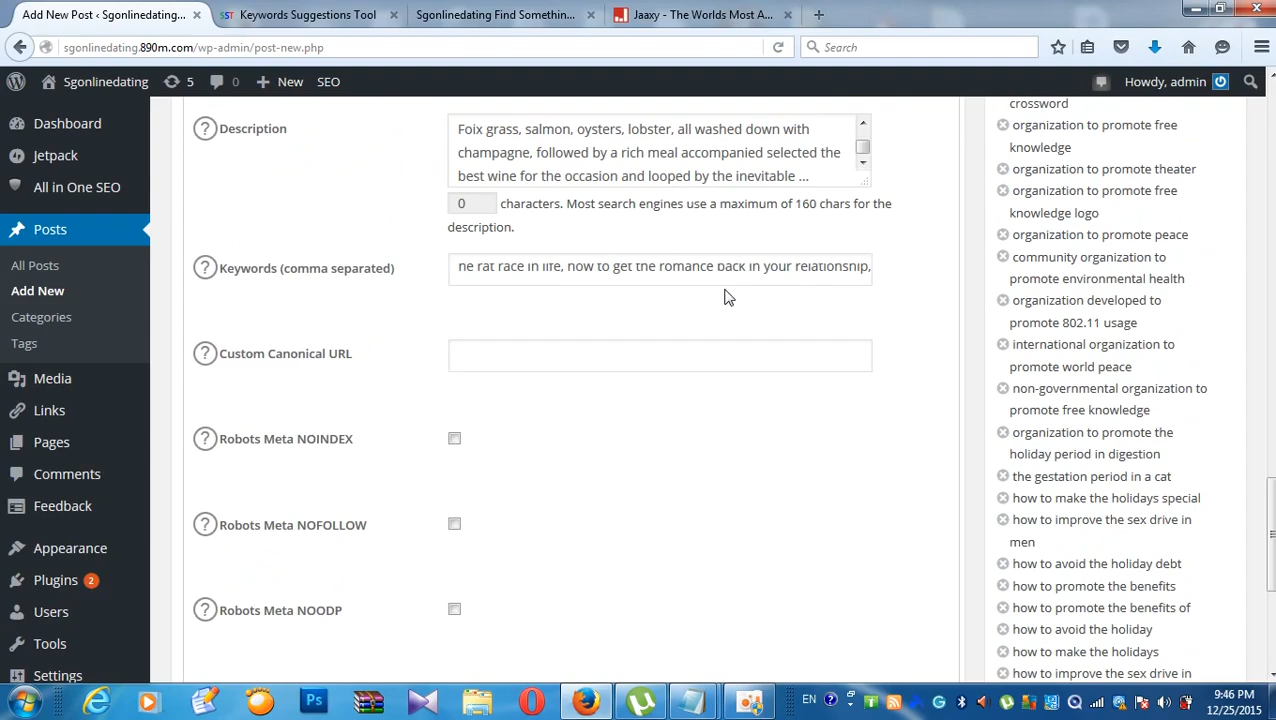 Add New Post ‹ Sgonlinedating...
Keywords Suggestions Tool
Sgonlinedating Find Somethin...
Jaaxy - The Worlds Most A...
sgonlinedating.890m.com/wp-admin/post-new.php
Search
Sgonlinedating
5
0
New
SEO
Howdy, admin
Dashboard
Jetpack
All in One SEO
Posts
All Posts
Add New
Categories
Tags
Media
Links
Pages
Comments
Feedback
Appearance
Plugins 2
Users
Tools
Settings
Description
Foix grass, salmon, oysters, lobster, all washed down with
champagne, followed by a rich meal accompanied selected the
best wine for the occasion and looped by the inevitable ...
0 characters. Most search engines use a maximum of 160 chars for the
description.
Keywords (comma separated)
he rat race in life, how to get the romance back in your relationship,
Custom Canonical URL
Robots Meta NOINDEX
Robots Meta NOFOLLOW
Robots Meta NOODP
crossword
organization to promote free
knowledge
organization to promote theater
organization to promote free
knowledge logo
organization to promote peace
community organization to
promote environmental health
organization developed to
promote 802.11 usage
international organization to
promote world peace
non-governmental organization to
promote free knowledge
organization to promote the
holiday period in digestion
the gestation period in a cat
how to make the holidays special
how to improve the sex drive in
men
how to avoid the holiday debt
how to promote the benefits
how to promote the benefits of
how to avoid the holiday
how to make the holidays
how to improve the sex drive in
EN
9:46 PM
12/25/2015